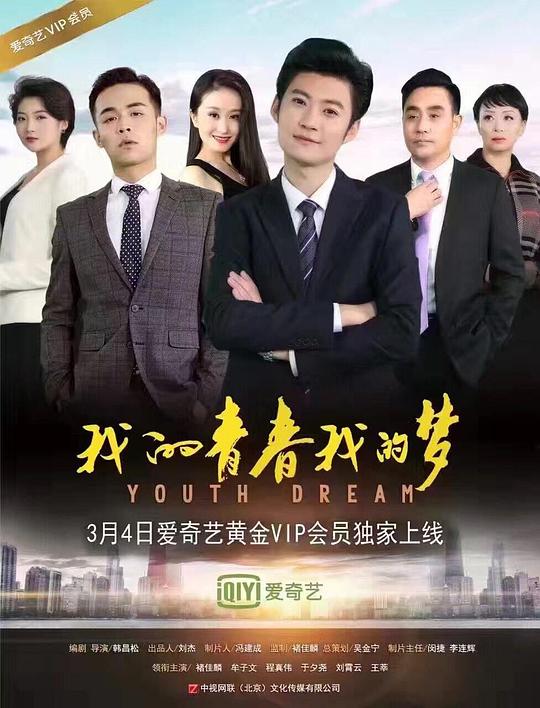 爱奇艺VIP会员
我的青春我的梦
YOUTH DREAM
3月4日爱奇艺黄金VIP会员独家上线
iQIYI 爱奇艺
编剧 导演/韩昌松 出品人/刘杰 制片人/冯建成 监制/褚佳麟 总策划/吴金宁 制片主任/闵捷 李连辉
领衔主演/ 褚佳麟 牟子文 程真伟 于夕尧 刘霄云 王莘
中视网联（北京）文化传媒有限公司